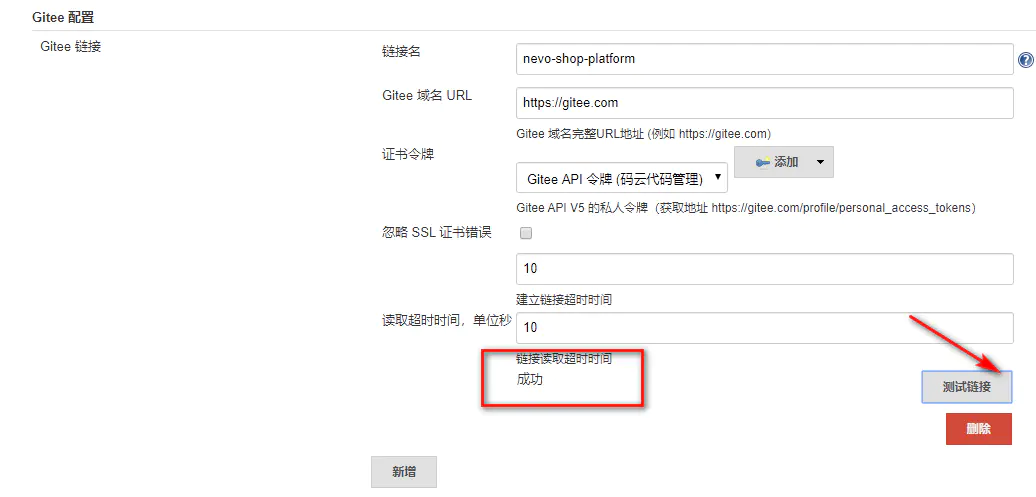 Gitee 配置
Gitee 链接
链接名
nevo-shop-platform
Gitee 域名 URL
https://gitee.com
Gitee 域名完整URL地址 (例如 https://gitee.com)
证书令牌
Gitee API 令牌 (码云代码管理)
添加
Gitee API V5 的私人令牌（获取地址 https://gitee.com/profile/personal_access_tokens）
忽略 SSL 证书错误
10
建立链接超时时间
读取超时时间，单位秒
10
链接读取超时时间
成功
测试链接
删除
新增